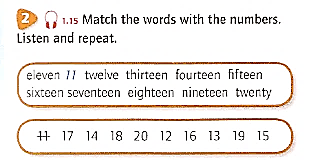 2 1.15 Match the words with the numbers.
Listen and repeat.
eleven 11 twelve thirteen fourteen fifteen
sixteen seventeen eighteen nineteen twenty
11 17 14 18 20 12 16 13 19 15